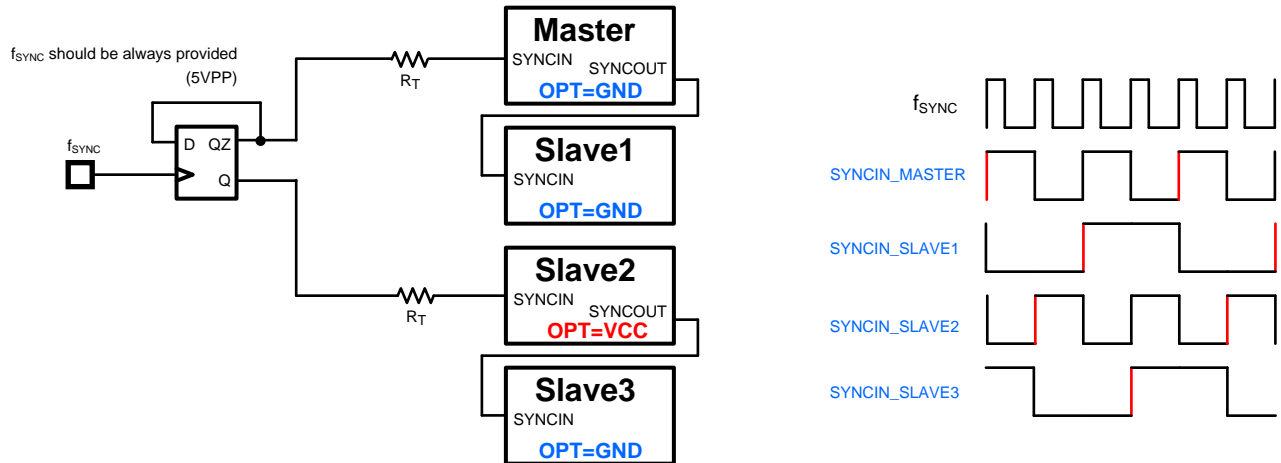 fSYNC should be always provided
(5VPP)
fSYNC
D QZ
Q
RT
Master
SYNCIN
SYNCOUT
OPT=GND
Slave1
SYNCIN
OPT=GND
RT
Slave2
SYNCIN
SYNCOUT
OPT=VCC
Slave3
SYNCIN
OPT=GND
fSYNC
SYNCIN_MASTER
SYNCIN_SLAVE1
SYNCIN_SLAVE2
SYNCIN_SLAVE3